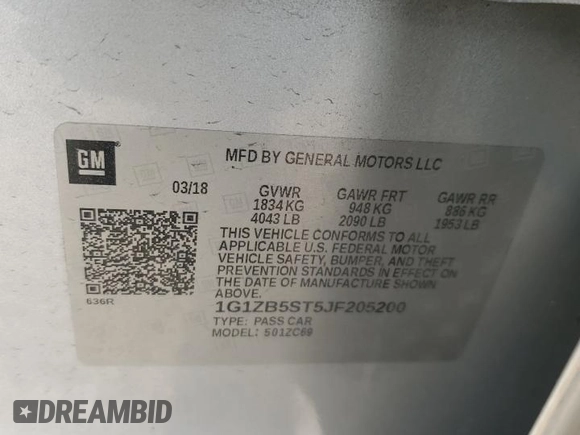 GM
MFD BY GENERAL MOTORS LLC
03/18 GVWR GAWR FRT GAWR RR
1834 KG 948 KG 886 KG
4043 LB 2090 LB 1953 LB
THIS VEHICLE CONFORMS TO ALL
APPLICABLE U.S. FEDERAL MOTOR
VEHICLE SAFETY, BUMPER, AND THEFT
PREVENTION STANDARDS IN EFFECT ON
THE DATE OF MANUFACTURE SHOWN
ABOVE.
636R
1G1ZB5ST5JF205200
TYPE: PASS CAR
MODEL: 501ZC69
DREAMBID